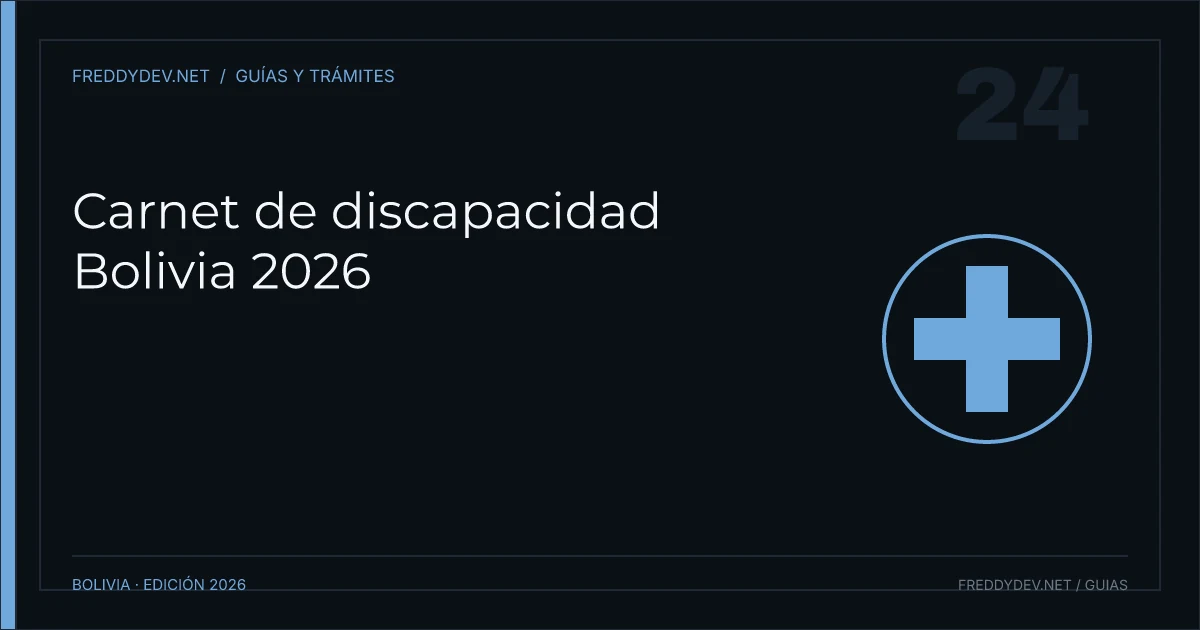 FREDDYDEV.NET / GUÍAS Y TRÁMITES
24
Carnet de discapacidad
Bolivia 2026
BOLIVIA · EDICIÓN 2026
FREDDYDEV.NET / GUIAS